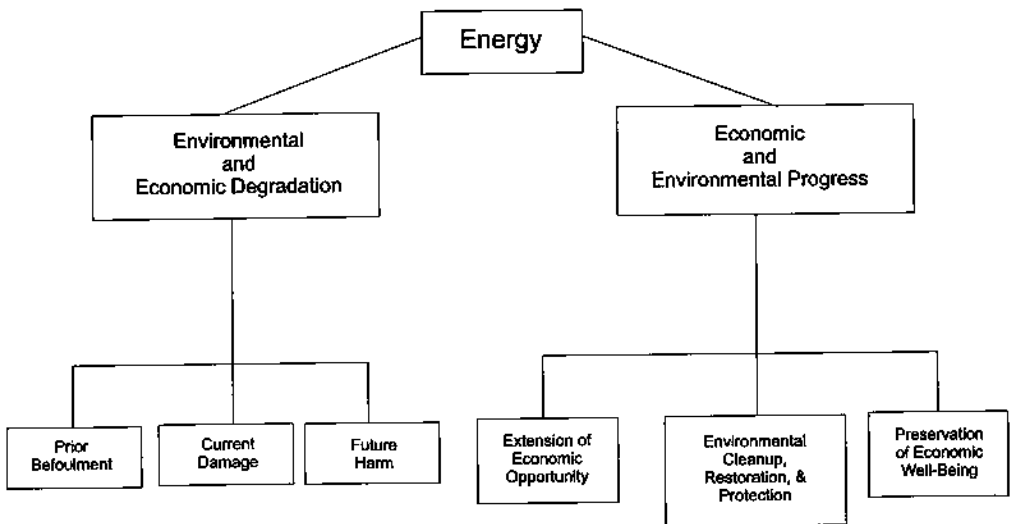 Energy
Environmental
and
Economic Degradation
Economic
and
Environmental Progress
Prior
Befoulment
Current
Damage
Future
Harm
Extension of
Economic
Opportunity
Environmental
Cleanup,
Restoration, &
Protection
Preservation
of Economic
Well-Being